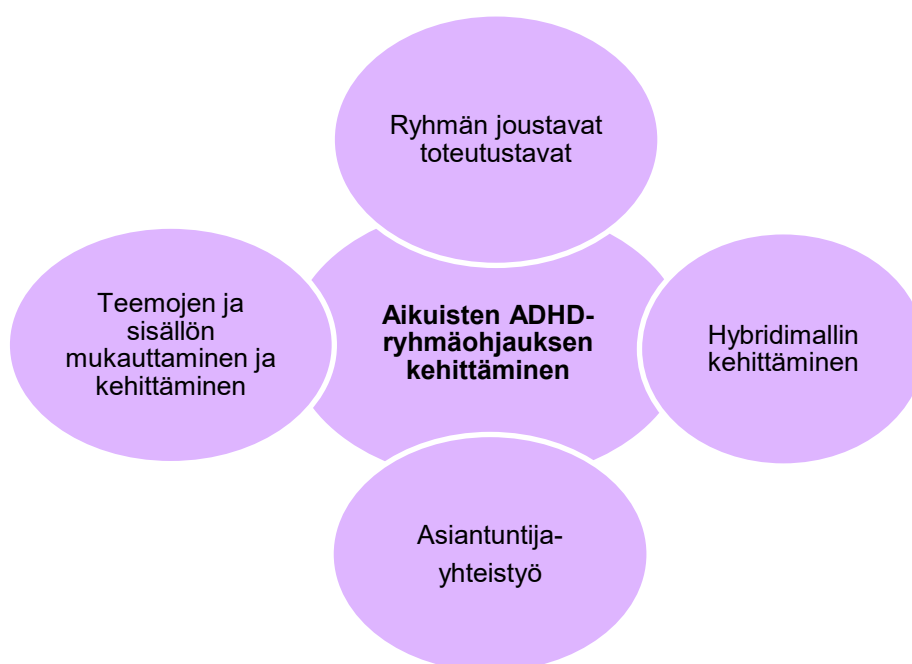 Ryhmän joustavat
toteutustavat
Teemojen ja
sisällön
mukauttaminen ja
kehittäminen
Aikuisten ADHD-
ryhmäohjauksen
kehittäminen
Hybridimallin
kehittäminen
Asiantuntija-
yhteistyö